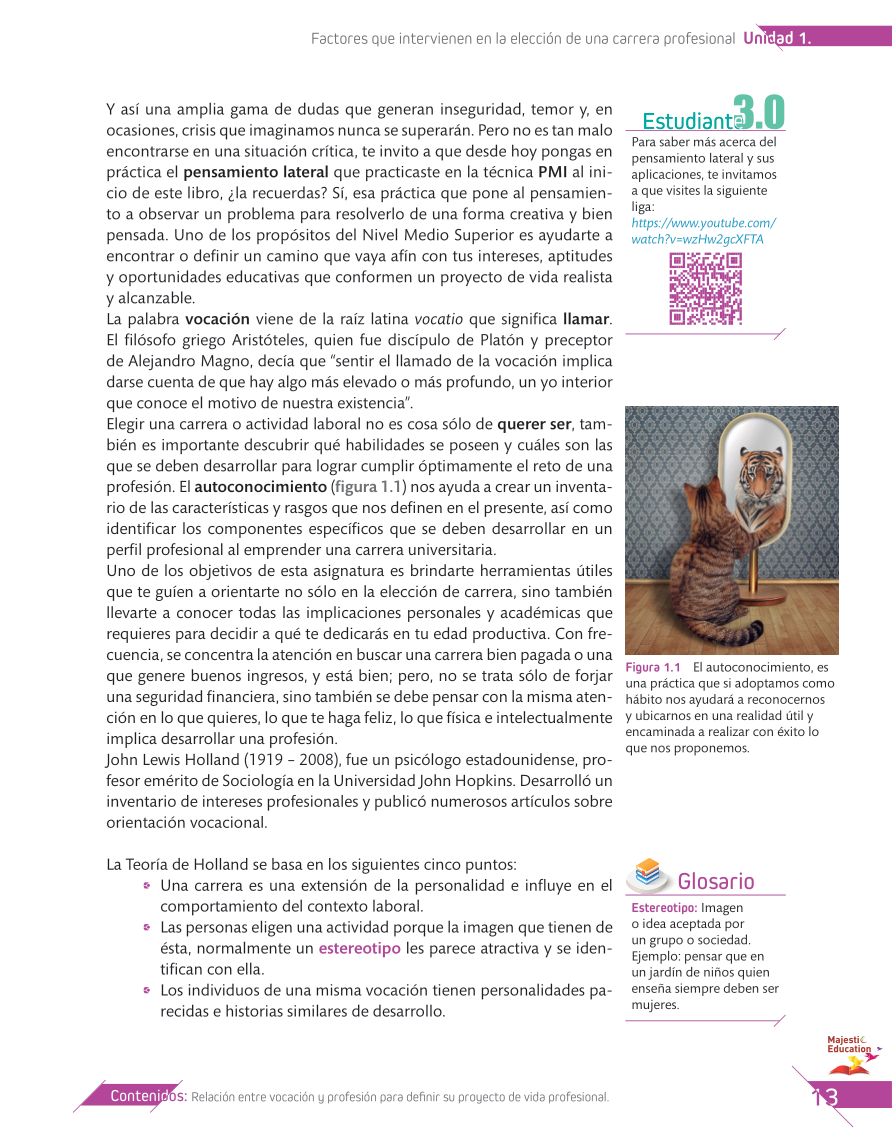 Factores que intervienen en la elección de una carrera profesional Unidad 1.
Y así una amplia gama de dudas que generan inseguridad, temor y, en
ocasiones, crisis que imaginamos nunca se superarán. Pero no es tan malo
encontrarse en una situación crítica, te invito a que desde hoy pongas en
práctica el pensamiento lateral que practicaste en la técnica PMI al ini-
cio de este libro, ¿la recuerdas? Sí, esa práctica que pone al pensamien-
to a observar un problema para resolverlo de una forma creativa y bien
pensada. Uno de los propósitos del Nivel Medio Superior es ayudarte a
encontrar o definir un camino que vaya afín con tus intereses, aptitudes
y oportunidades educativas que conformen un proyecto de vida realista
y alcanzable.
La palabra vocación viene de la raíz latina vocatio que significa llamar.
El filósofo griego Aristóteles, quien fue discípulo de Platón y preceptor
de Alejandro Magno, decía que “sentir el llamado de la vocación implica
darse cuenta de que hay algo más elevado o más profundo, un yo interior
que conoce el motivo de nuestra existencia”.
Elegir una carrera o actividad laboral no es cosa sólo de querer ser, tam-
bién es importante descubrir qué habilidades se poseen y cuáles son las
que se deben desarrollar para lograr cumplir óptimamente el reto de una
profesión. El autoconocimiento (figura 1.1) nos ayuda a crear un inventa-
rio de las características y rasgos que nos definen en el presente, así como
identificar los componentes específicos que se deben desarrollar en un
perfil profesional al emprender una carrera universitaria.
Uno de los objetivos de esta asignatura es brindarte herramientas útiles
que te guíen a orientarte no sólo en la elección de carrera, sino también
llevarte a conocer todas las implicaciones personales y académicas que
requieres para decidir a qué te dedicarás en tu edad productiva. Con fre-
cuencia, se concentra la atención en buscar una carrera bien pagada o una
que genere buenos ingresos, y está bien; pero, no se trata sólo de forjar
una seguridad financiera, sino también se debe pensar con la misma aten-
ción en lo que quieres, lo que te haga feliz, lo que física e intelectualmente
implica desarrollar una profesión.
John Lewis Holland (1919 – 2008), fue un psicólogo estadounidense, pro-
fesor emérito de Sociología en la Universidad John Hopkins. Desarrolló un
inventario de intereses profesionales y publicó numerosos artículos sobre
orientación vocacional.
La Teoría de Holland se basa en los siguientes cinco puntos:
Una carrera es una extensión de la personalidad e influye en el
comportamiento del contexto laboral.
Las personas eligen una actividad porque la imagen que tienen de
ésta, normalmente un estereotipo les parece atractiva y se iden-
tifican con ella.
Los individuos de una misma vocación tienen personalidades pa-
recidas e historias similares de desarrollo.
Estudiant@3.0
Para saber más acerca del
pensamiento lateral y sus
aplicaciones, te invitamos
a que visites la siguiente
liga:
https://www.youtube.com/
watch?v=wzHw2gcXFTA
Figura 1.1 El autoconocimiento, es
una práctica que si adoptamos como
hábito nos ayudará a reconocernos
y ubicarnos en una realidad útil y
encaminada a realizar con éxito lo
que nos proponemos.
Glosario
Estereotipo: Imagen
o idea aceptada por
un grupo o sociedad.
Ejemplo: pensar que en
un jardín de niños quien
enseña siempre deben ser
mujeres.
Majestic
Education
Contenidos: Relación entre vocación y profesión para definir su proyecto de vida profesional.
13